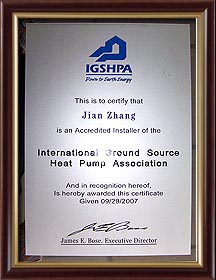 IGSHPA
Down to Earth Energy
This is to certify that
Jian Zhang
is an Accredited Installer of the
International Ground Source
Heat Pump Association
And in recognition hereof,
Is hereby awarded this certificate
Given 09/29/2007
James E. Bose, Executive Director